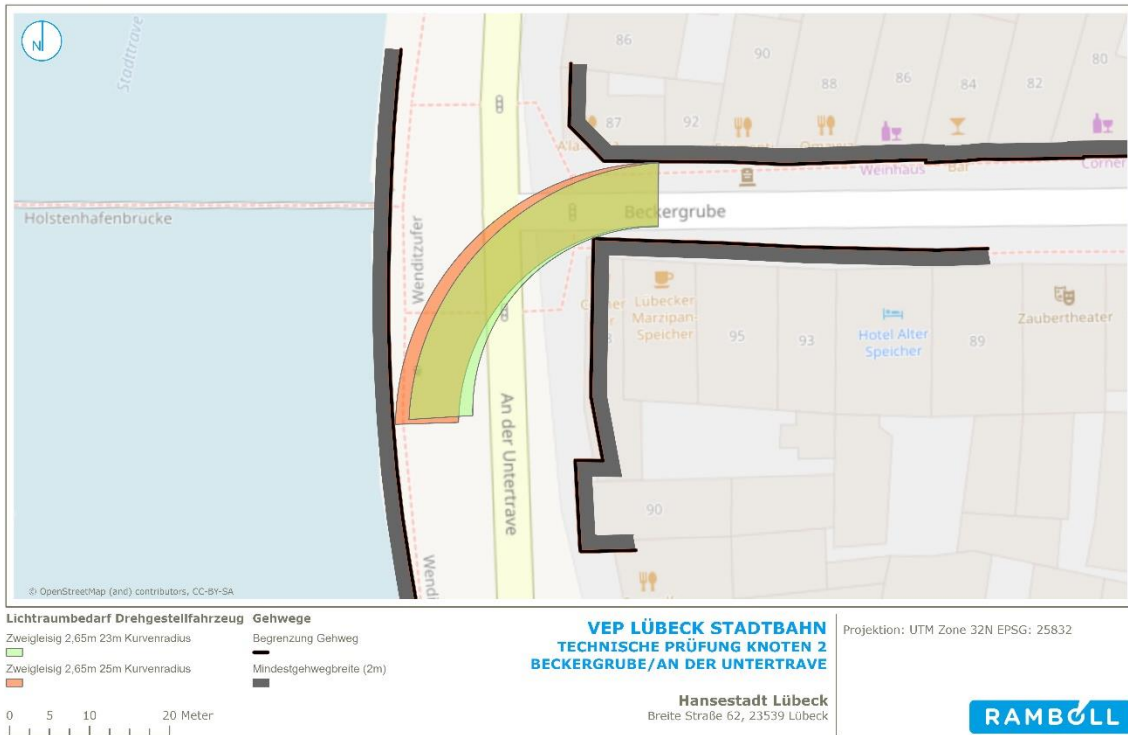 N
Stadttrave
86
90
88
86
84
82
80
87
92
Weinhaus
Bar
Corner
Holstenhafenbrücke
Beckergrube
Wenditzufer
Lübecker
Marzipan
Speicher
95
93
Hotel Alter
Speicher
89
Zaubertheater
An der Untertrave
90
Wendi
© OpenStreetMap (and) contributors, CC-BY-SA
Lichtraumbedarf Drehgestellfahrzeug
Zweigleisig 2,65m 23m Kurvenradius
Zweigleisig 2,65m 25m Kurvenradius
Gehwege
Begrenzung Gehweg
Mindestgehwegbreite (2m)
0 5 10 20 Meter
VEP LÜBECK STADTBAHN
TECHNISCHE PRÜFUNG KNOTEN 2
BECKERGRUBE/AN DER UNTERTRAVE
Hansestadt Lübeck
Breite Straße 62, 23539 Lübeck
Projektion: UTM Zone 32N EPSG: 25832
RAMBOLL